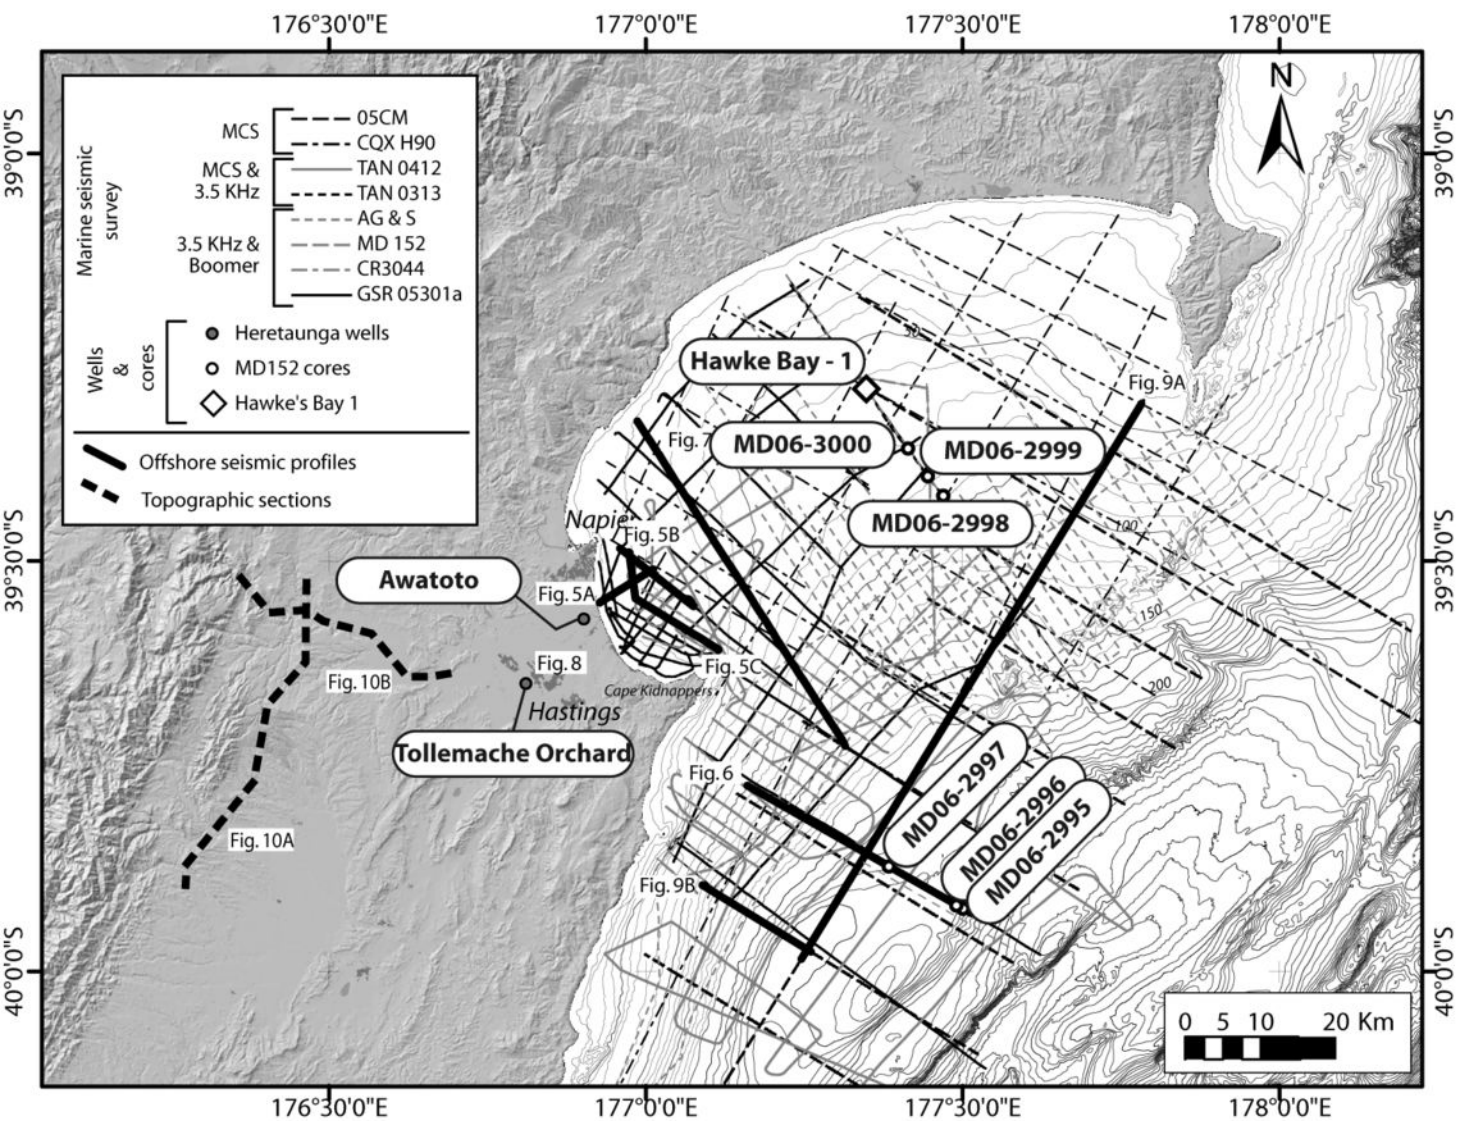 176°30'0"E
177°0'0"E
177°30'0"E
178°0'0"E
39°0'0"S
39°30'0"S
40°0'0"S
39°0'0"S
39°30'0"S
40°0'0"S
Marine seismic
survey
MCS
05CM
CQX H90
MCS &
3.5 KHz
TAN 0412
TAN 0313
3.5 KHz &
Boomer
AG & S
MD 152
CR3044
GSR 05301a
Wells
&
cores
Heretaunga wells
MD152 cores
Hawke's Bay 1
Offshore seismic profiles
Topographic sections
N
50
Hawke Bay - 1
Fig. 9A
Fig. 7
MD06-3000
MD06-2999
MD06-2998
100
Napier
Fig. 5B
Awatoto
Fig. 5A
150
Fig. 8
Fig. 5C
Fig. 10B
Cape Kidnappers
200
Hastings
Tollemache Orchard
Fig. 6
MD06-2997
MD06-2996
MD06-2995
Fig. 10A
Fig. 9B
0 5 10 20 Km
176°30'0"E
177°0'0"E
177°30'0"E
178°0'0"E